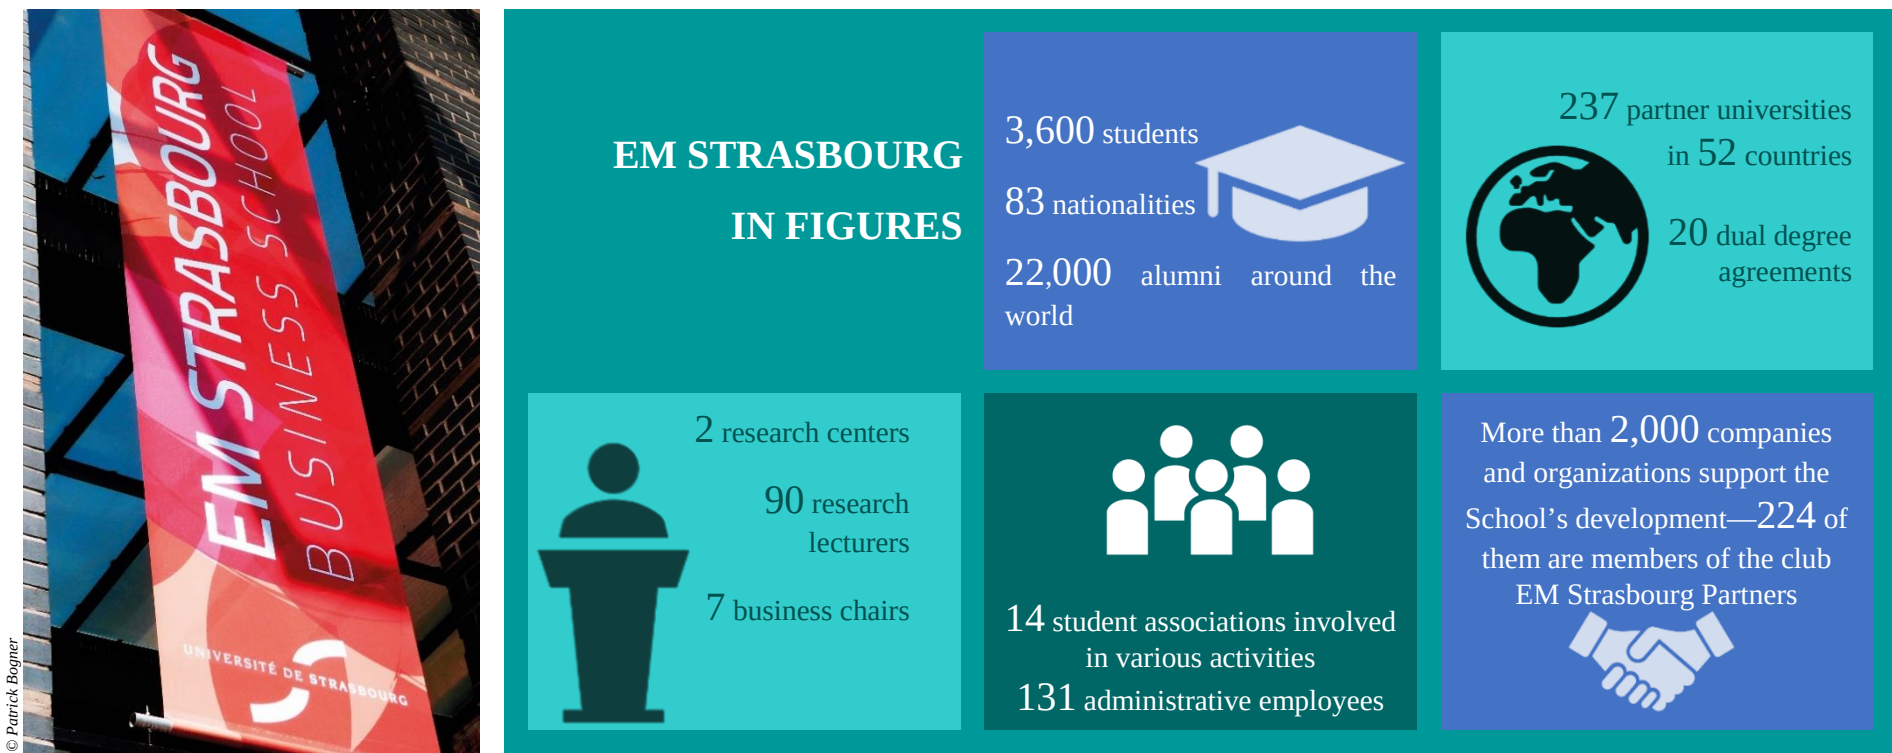 EM STRASBOURG
BUSINESS SCHOOL
UNIVERSITÉ DE STRASBOURG
© Patrick Bogner
EM STRASBOURG
IN FIGURES
3,600 students
83 nationalities
22,000 alumni around the
world
237 partner universities
in 52 countries
20 dual degree
agreements
2 research centers
90 research
lecturers
7 business chairs
14 student associations involved
in various activities
131 administrative employees
More than 2,000 companies
and organizations support the
School’s development—224 of
them are members of the club
EM Strasbourg Partners